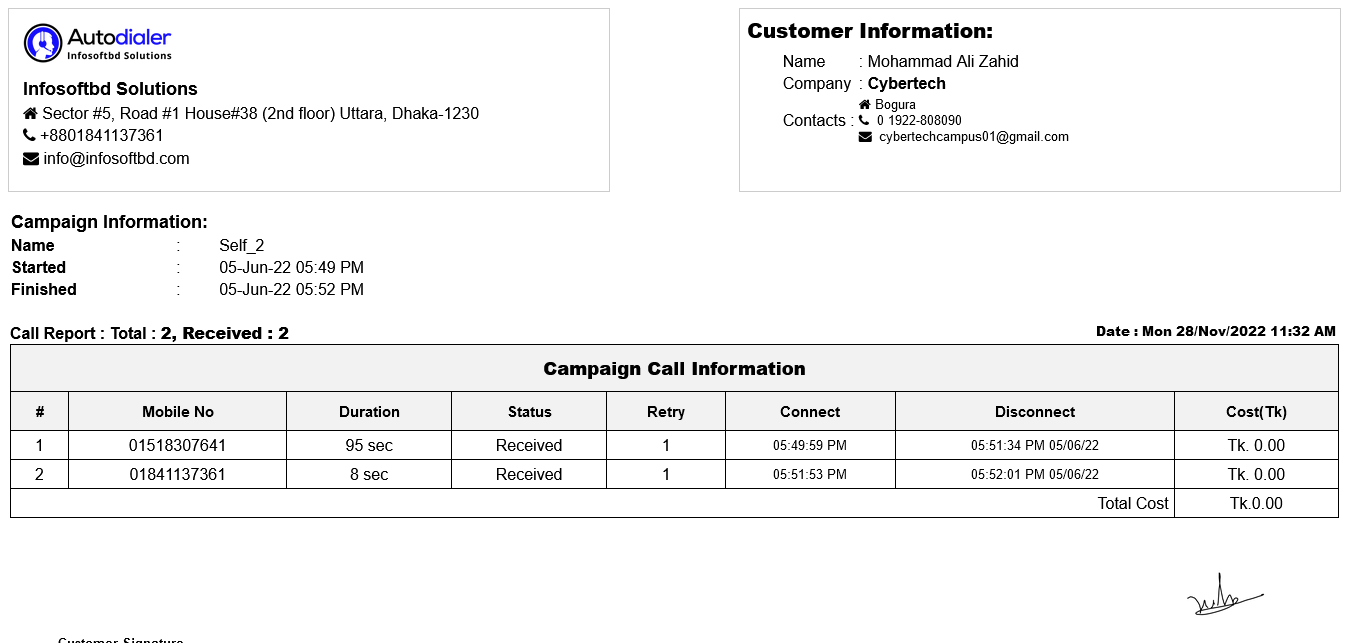 Autodialer
Infosoftbd Solutions
Infosoftbd Solutions
Sector #5, Road #1 House#38 (2nd floor) Uttara, Dhaka-1230
+8801841137361
info@infosoftbd.com
Customer Information:
Name : Mohammad Ali Zahid
Company : Cybertech
Bogura
Contacts : 0 1922-808090
cybertechcampus01@gmail.com
Campaign Information:
Name : Self_2
Started : 05-Jun-22 05:49 PM
Finished : 05-Jun-22 05:52 PM
Call Report : Total : 2, Received : 2
Date : Mon 28/Nov/2022 11:32 AM
Campaign Call Information
# Mobile No Duration Status Retry Connect Disconnect Cost(Tk)
1 01518307641 95 sec Received 1 05:49:59 PM 05:51:34 PM 05/06/22 Tk. 0.00
2 01841137361 8 sec Received 1 05:51:53 PM 05:52:01 PM 05/06/22 Tk. 0.00
Total Cost Tk.0.00
Customer Signature